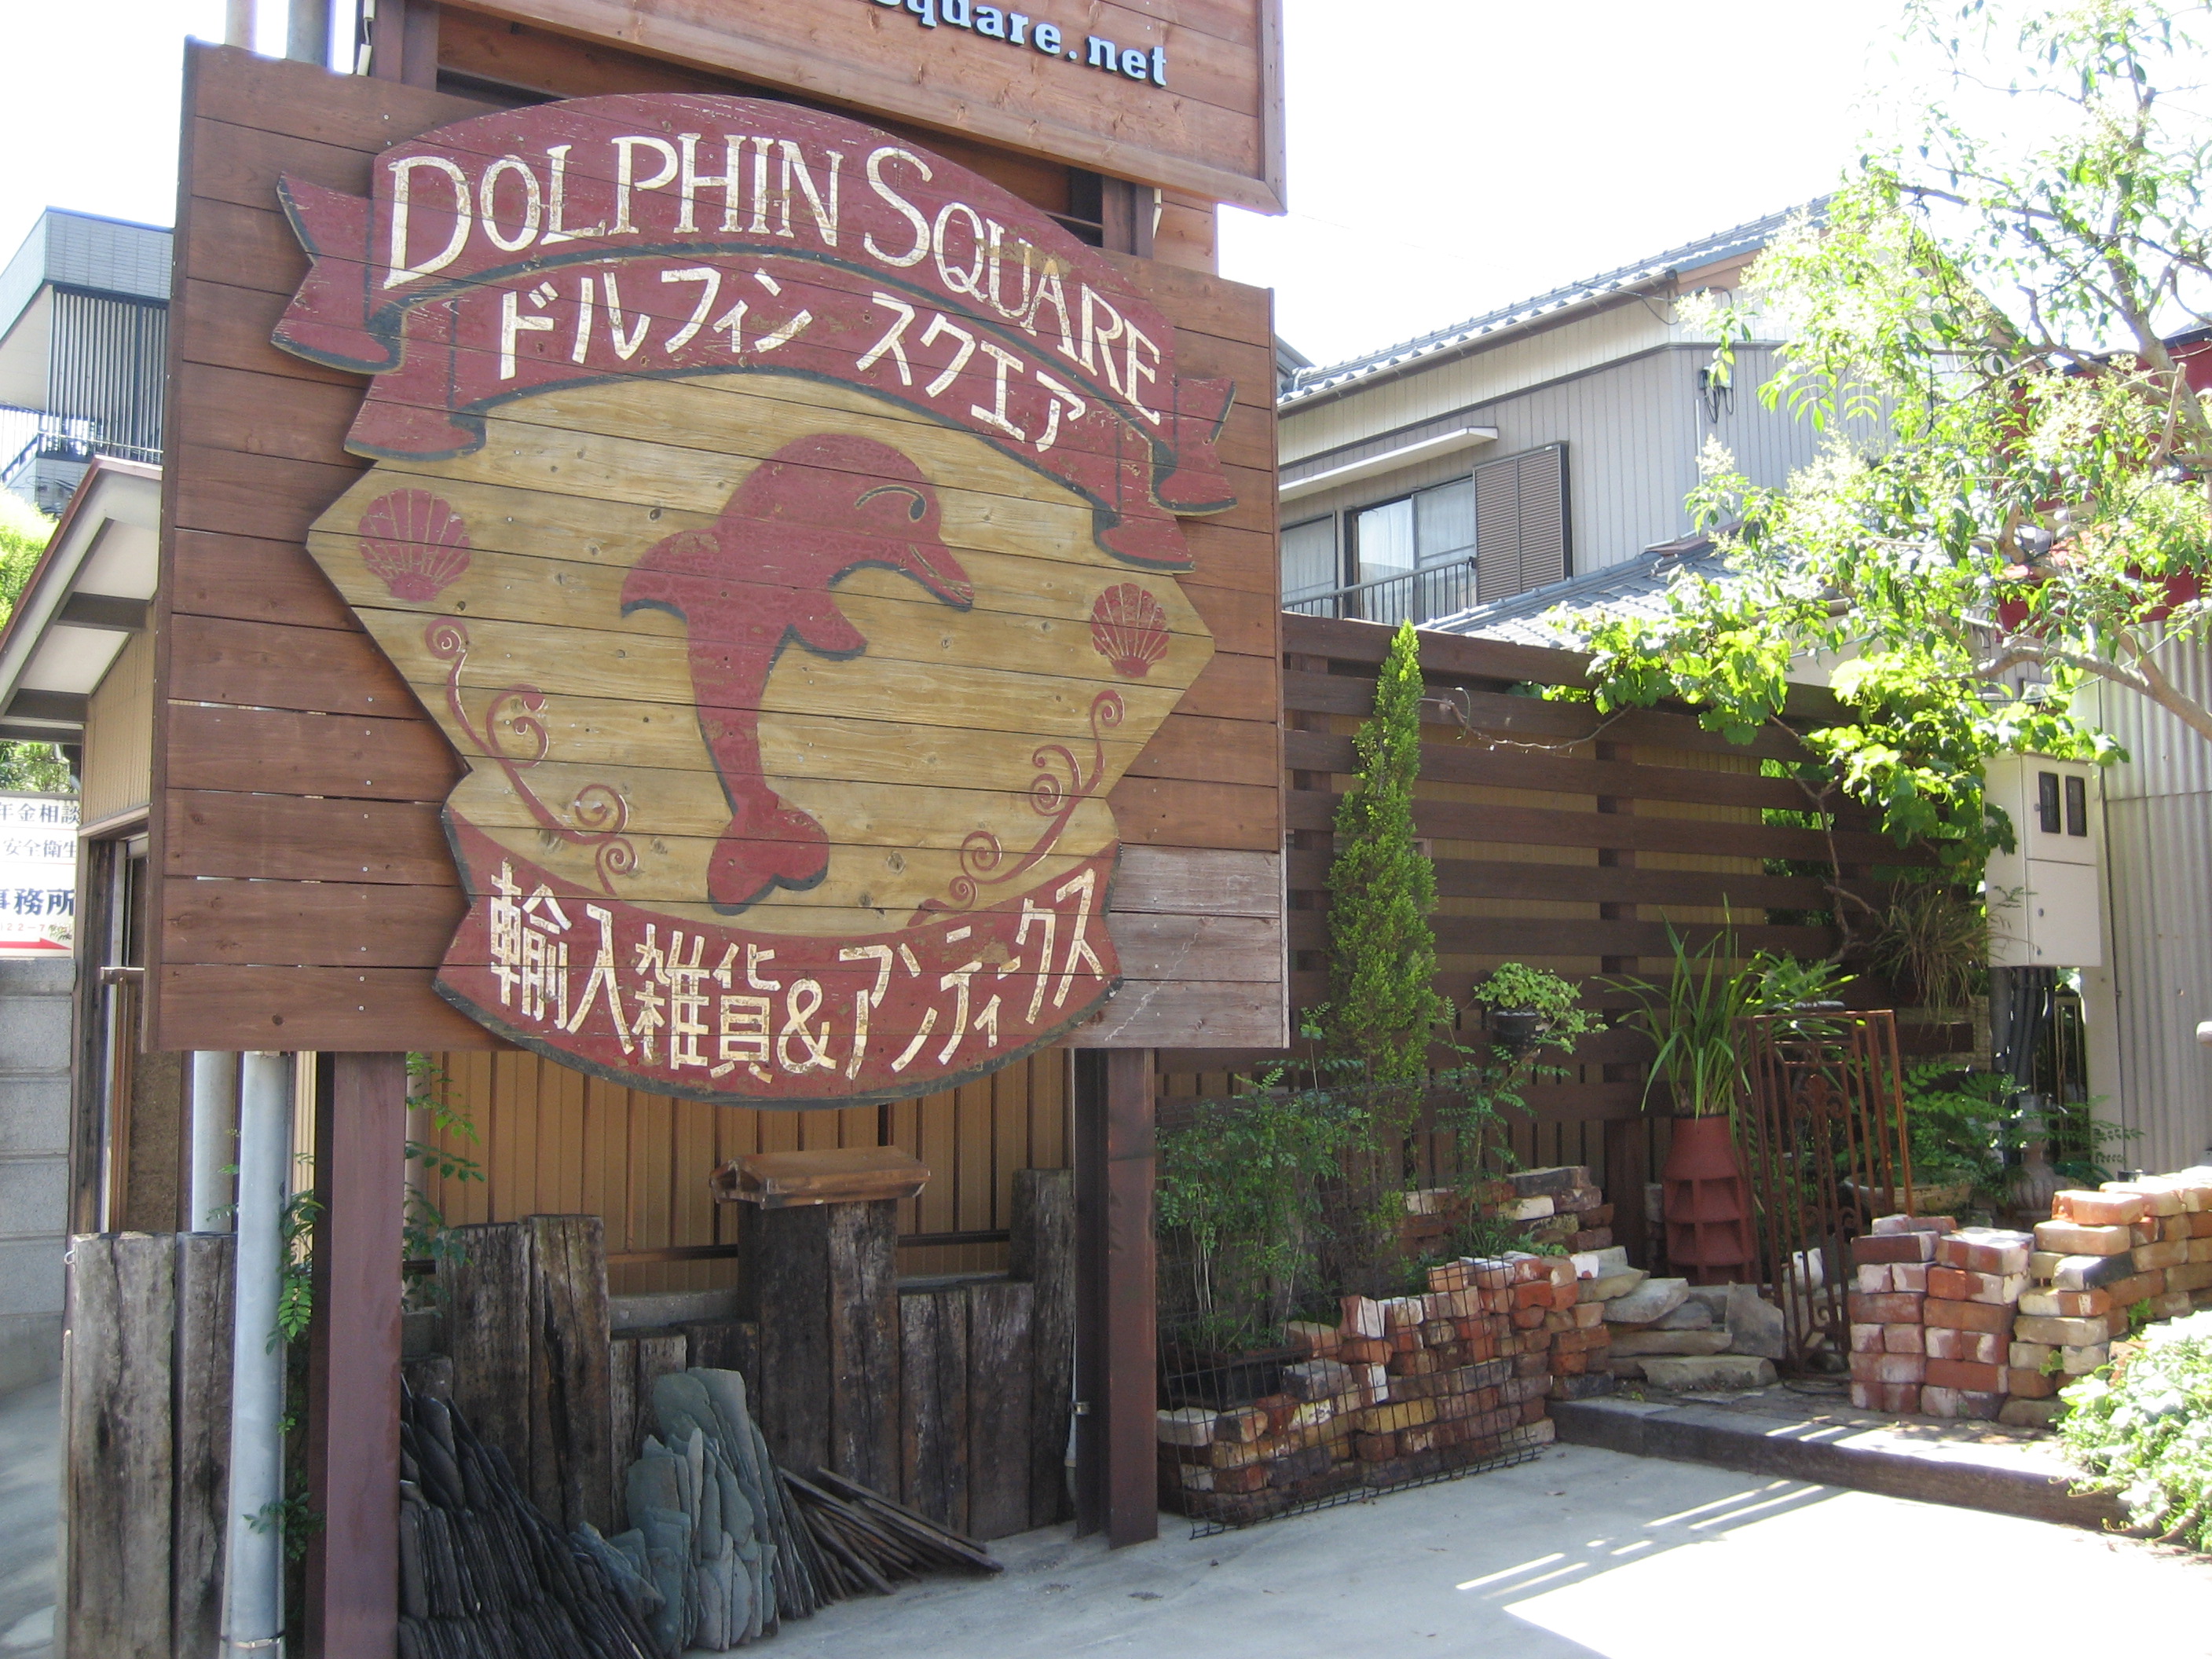 square.net
DOLPHIN SQUARE
ドルフィン スクエア
輸入雑貨&アンティクス
年金相談
安全衛生
事務所